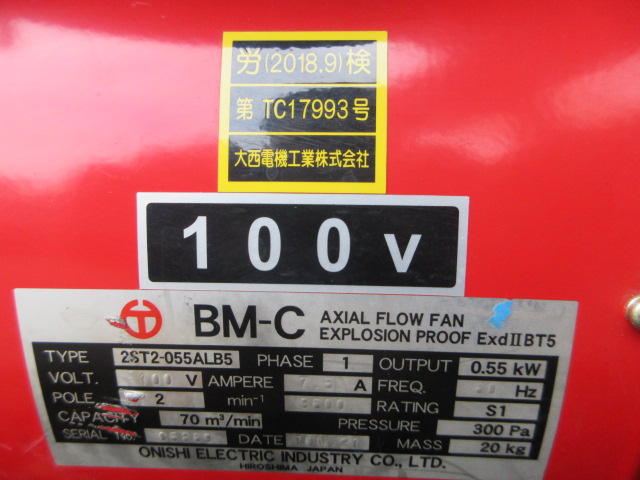 労(2018.9)検
第 TC17993号
大西電機工業株式会社
100V
BM-C AXIAL FLOW FAN
EXPLOSION PROOF ExdⅡBT5
TYPE 2ST2-055ALB5 PHASE 1 OUTPUT 0.55 kW
VOLT. 100 V AMPERE A FREQ. 60 Hz
POLE 2 min⁻¹ 3600 RATING S1
CAPACITY 70 m³/min PRESSURE 300 Pa
SERIAL DATE MASS 20 kg
ONISHI ELECTRIC INDUSTRY CO., LTD.
HIROSHIMA JAPAN